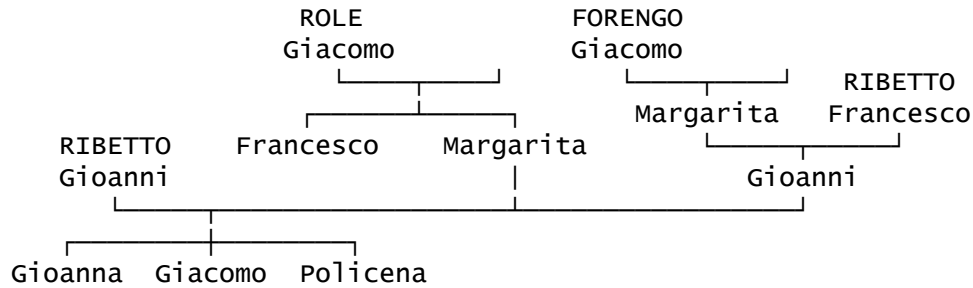 ROLE FORENGO
Giacomo Giacomo
RIBETTO
Margarita Francesco
RIBETTO Francesco Margarita
Gioanni Gioanni
Gioanna Giacomo Policena